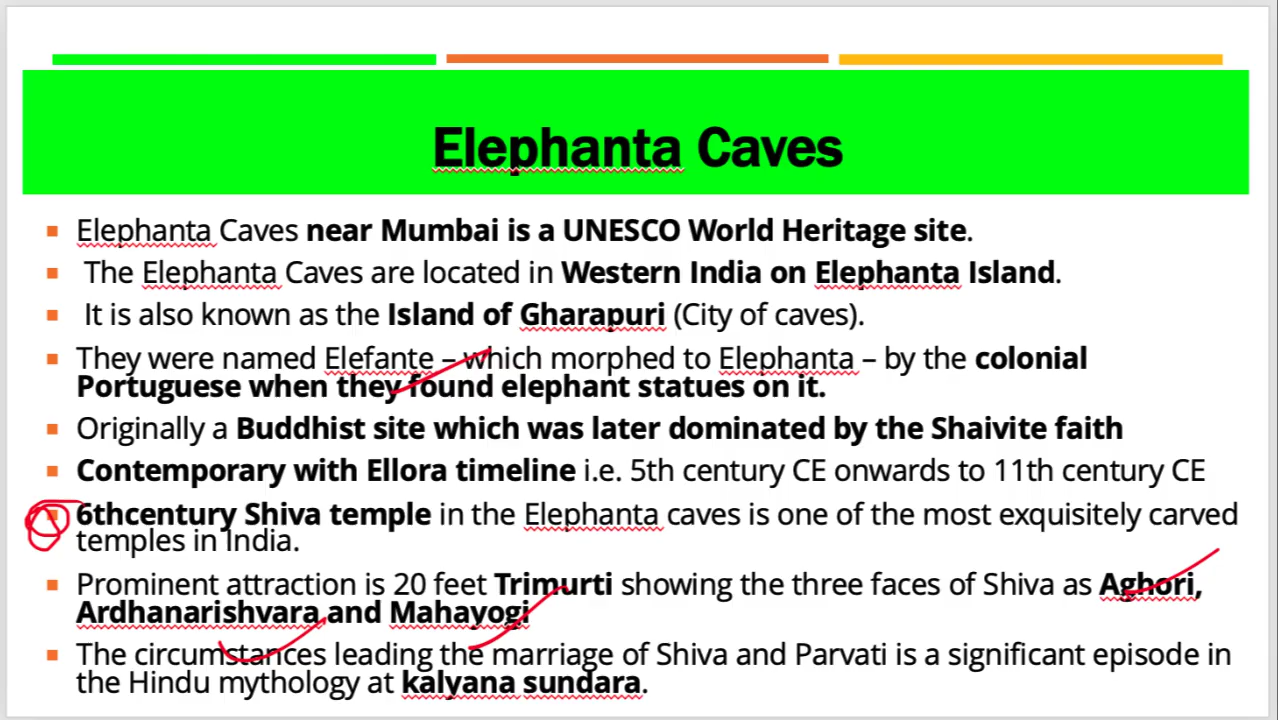 Elephanta Caves
Elephanta Caves near Mumbai is a UNESCO World Heritage site.
The Elephanta Caves are located in Western India on Elephanta Island.
It is also known as the Island of Gharapuri (City of caves).
They were named Elefante – which morphed to Elephanta – by the colonial
Portuguese when they found elephant statues on it.
Originally a Buddhist site which was later dominated by the Shaivite faith
Contemporary with Ellora timeline i.e. 5th century CE onwards to 11th century CE
6thcentury Shiva temple in the Elephanta caves is one of the most exquisitely carved
temples in India.
Prominent attraction is 20 feet Trimurti showing the three faces of Shiva as Aghori,
Ardhanarishvara and Mahayogi
The circumstances leading the marriage of Shiva and Parvati is a significant episode in
the Hindu mythology at kalyana sundara.